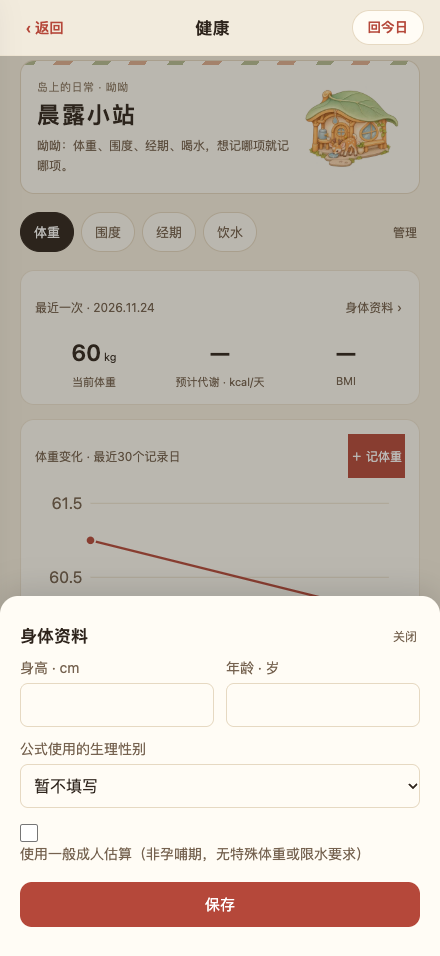 ‹ 返回
健康
回今日
岛上的日常 · 呦呦
晨露小站
呦呦：体重、围度、经期、喝水，想记哪项就记
哪项。
体重
围度
经期
饮水
管理
最近一次 · 2026.11.24
身体资料 ›
60 kg
—
—
当前体重
预计代谢 · kcal/天
BMI
体重变化 · 最近30个记录日
+ 记体重
61.5
60.5
身体资料
关闭
身高 · cm
年龄 · 岁
公式使用的生理性别
暂不填写
使用一般成人估算（非孕哺期，无特殊体重或限水要求）
保存